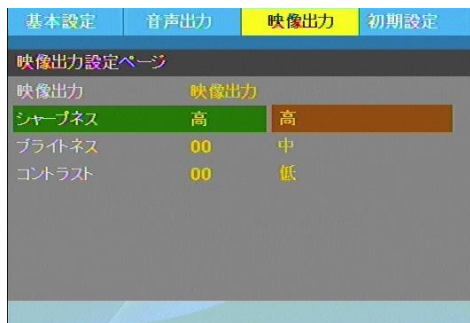 基本設定 音声出力 映像出力 初期設定
映像出力設定ページ
映像出力 映像出力
シャープネス 高 高
ブライトネス 00 中
コントラスト 00 低